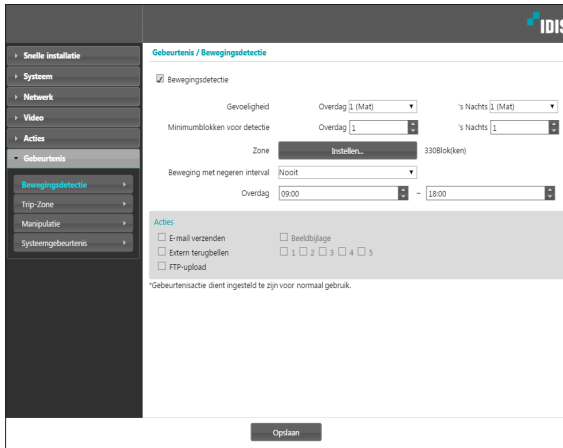 IDIS
Snelle installatie
Systeem
Netwerk
Video
Acties
Gebeurtenis
Bewegingsdetectie
Trip-Zone
Manipulatie
Systeemgebeurtenis
Gebeurtenis / Bewegingsdetectie
Bewegingsdetectie
Gevoeligheid Overdag 1 (Mat) 's Nachts 1 (Mat)
Minimumblokken voor detectie Overdag 1 's Nachts 1
Zone Instellen... 330Blok(ken)
Beweging met negeren interval Nooit
Overdag 09:00 ~ 18:00
Acties
E-mail verzenden Beeldbijlage
Extern terugbellen 1 2 3 4 5
FTP-upload
*Gebeurtenisactie dient ingesteld te zijn voor normaal gebruik.
Opslaan